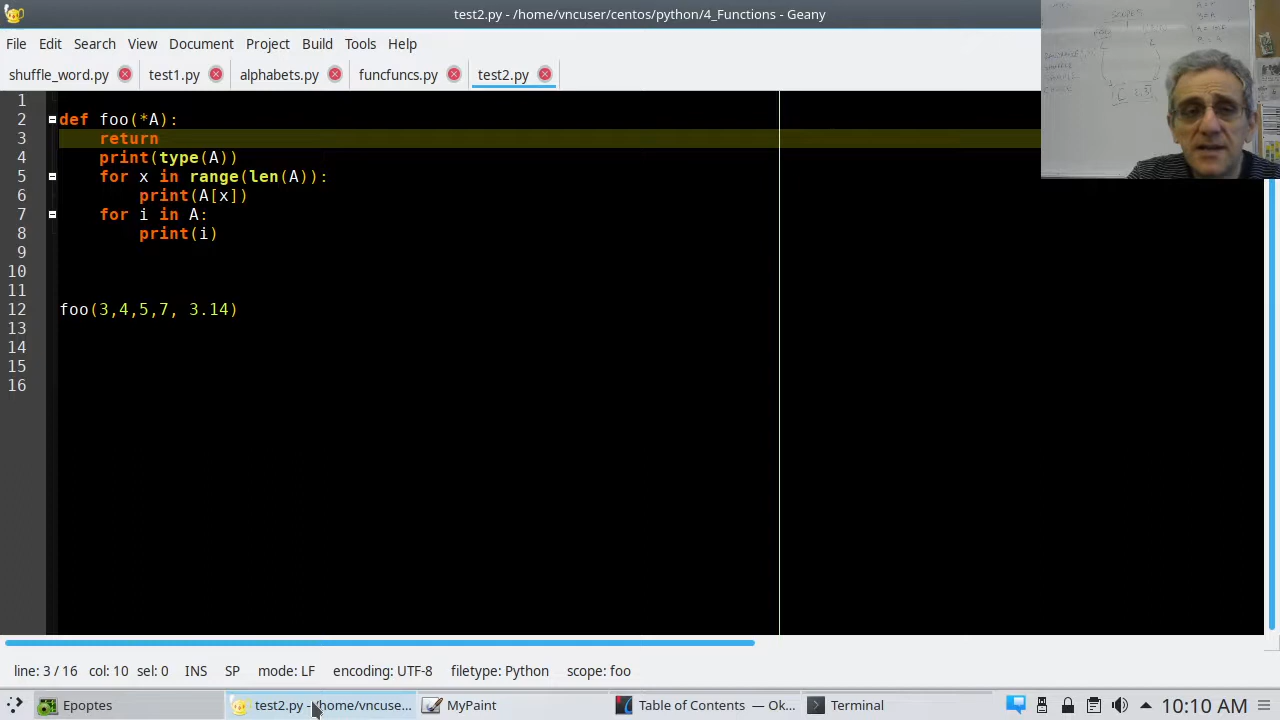 test2.py - /home/vncuser/centos/python/4_Functions - Geany
File Edit Search View Document Project Build Tools Help
shuffle_word.py test1.py alphabets.py funcfuncs.py test2.py
1
2 def foo(*A):
3 return
4 print(type(A))
5 for x in range(len(A)):
6 print(A[x])
7 for i in A:
8 print(i)
9
10
11
12 foo(3,4,5,7, 3.14)
13
14
15
16
line: 3 / 16 col: 10 sel: 0 INS SP mode: LF encoding: UTF-8 filetype: Python scope: foo
Epoptes test2.py - /home/vncuse... MyPaint Table of Contents — Ok... Terminal 10:10 AM